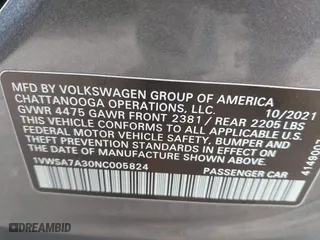 MFD BY VOLKSWAGEN GROUP OF AMERICA
CHATTANOOGA OPERATIONS, LLC. 10/2021
GVWR 4475 GAWR FRONT 2381 / REAR 2205 LBS
THIS VEHICLE CONFORMS TO ALL APPLICABLE
FEDERAL MOTOR VEHICLE SAFETY, BUMPER AND
THEFT PREVENTION STANDARDS IN EFFECT ON
THE DATE OF MANUFACTURE SHOWN ABOVE.
1VWSA7A30NC005824 PASSENGER CAR